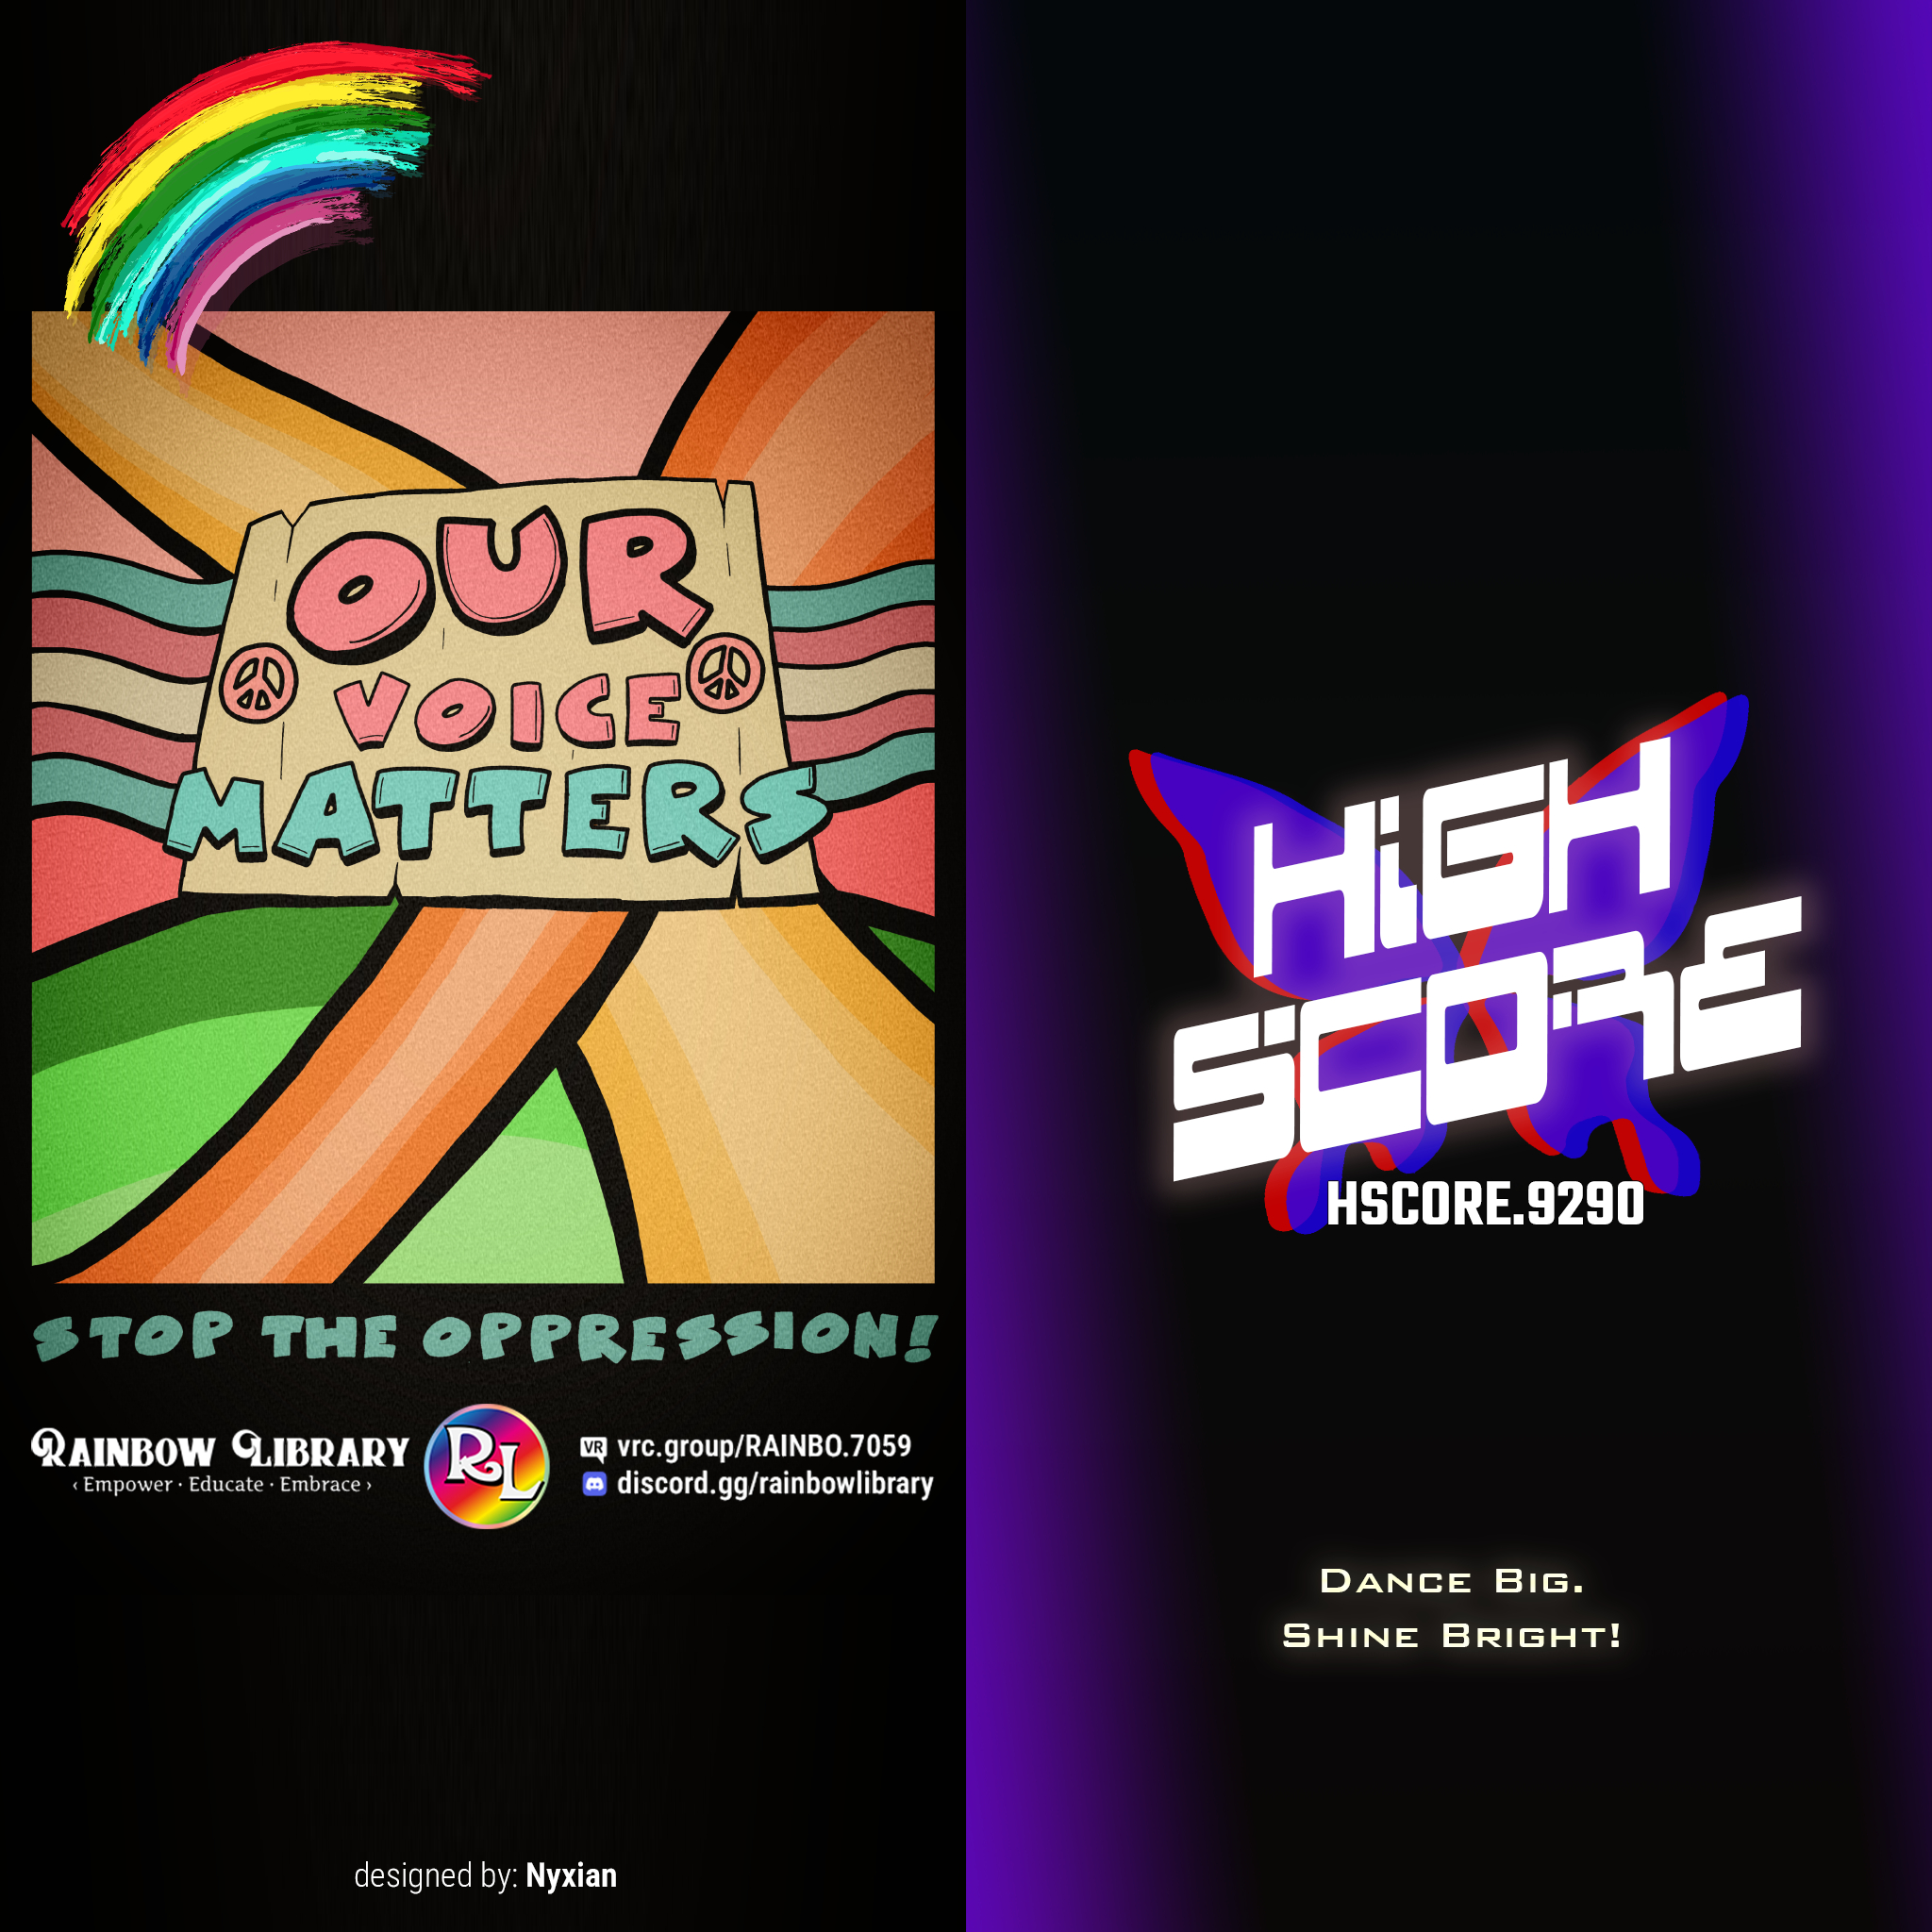 OUR
VOICE
MATTERS
STOP THE OPPRESSION!
RAINBOW LIBRARY
‹ Empower · Educate · Embrace ›
RL
VR vrc.group/RAINBO.7059
discord.gg/rainbowlibrary
designed by: Nyxian
HiGH
SCORE
HSCORE.9290
DANCE BIG.
SHINE BRIGHT!